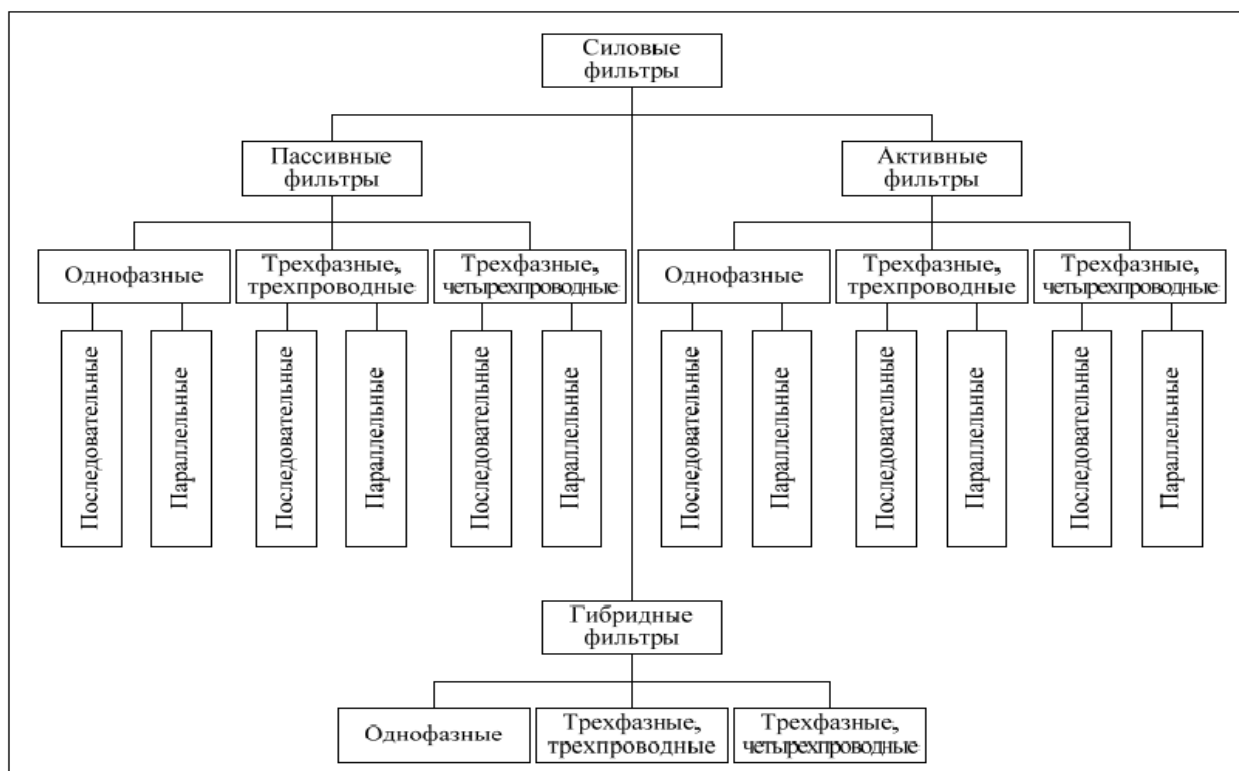 Силовые
фильтры
Пассивные
фильтры
Активные
фильтры
Однофазные
Трехфазные,
трехпроводные
Трехфазные,
четырехпроводные
Однофазные
Трехфазные,
трехпроводные
Трехфазные,
четырехпроводные
Последовательные
Параллельные
Последовательные
Параллельные
Последовательные
Параллельные
Последовательные
Параллельные
Последовательные
Параллельные
Последовательные
Параллельные
Гибридные
фильтры
Однофазные
Трехфазные,
трехпроводные
Трехфазные,
четырехпроводные